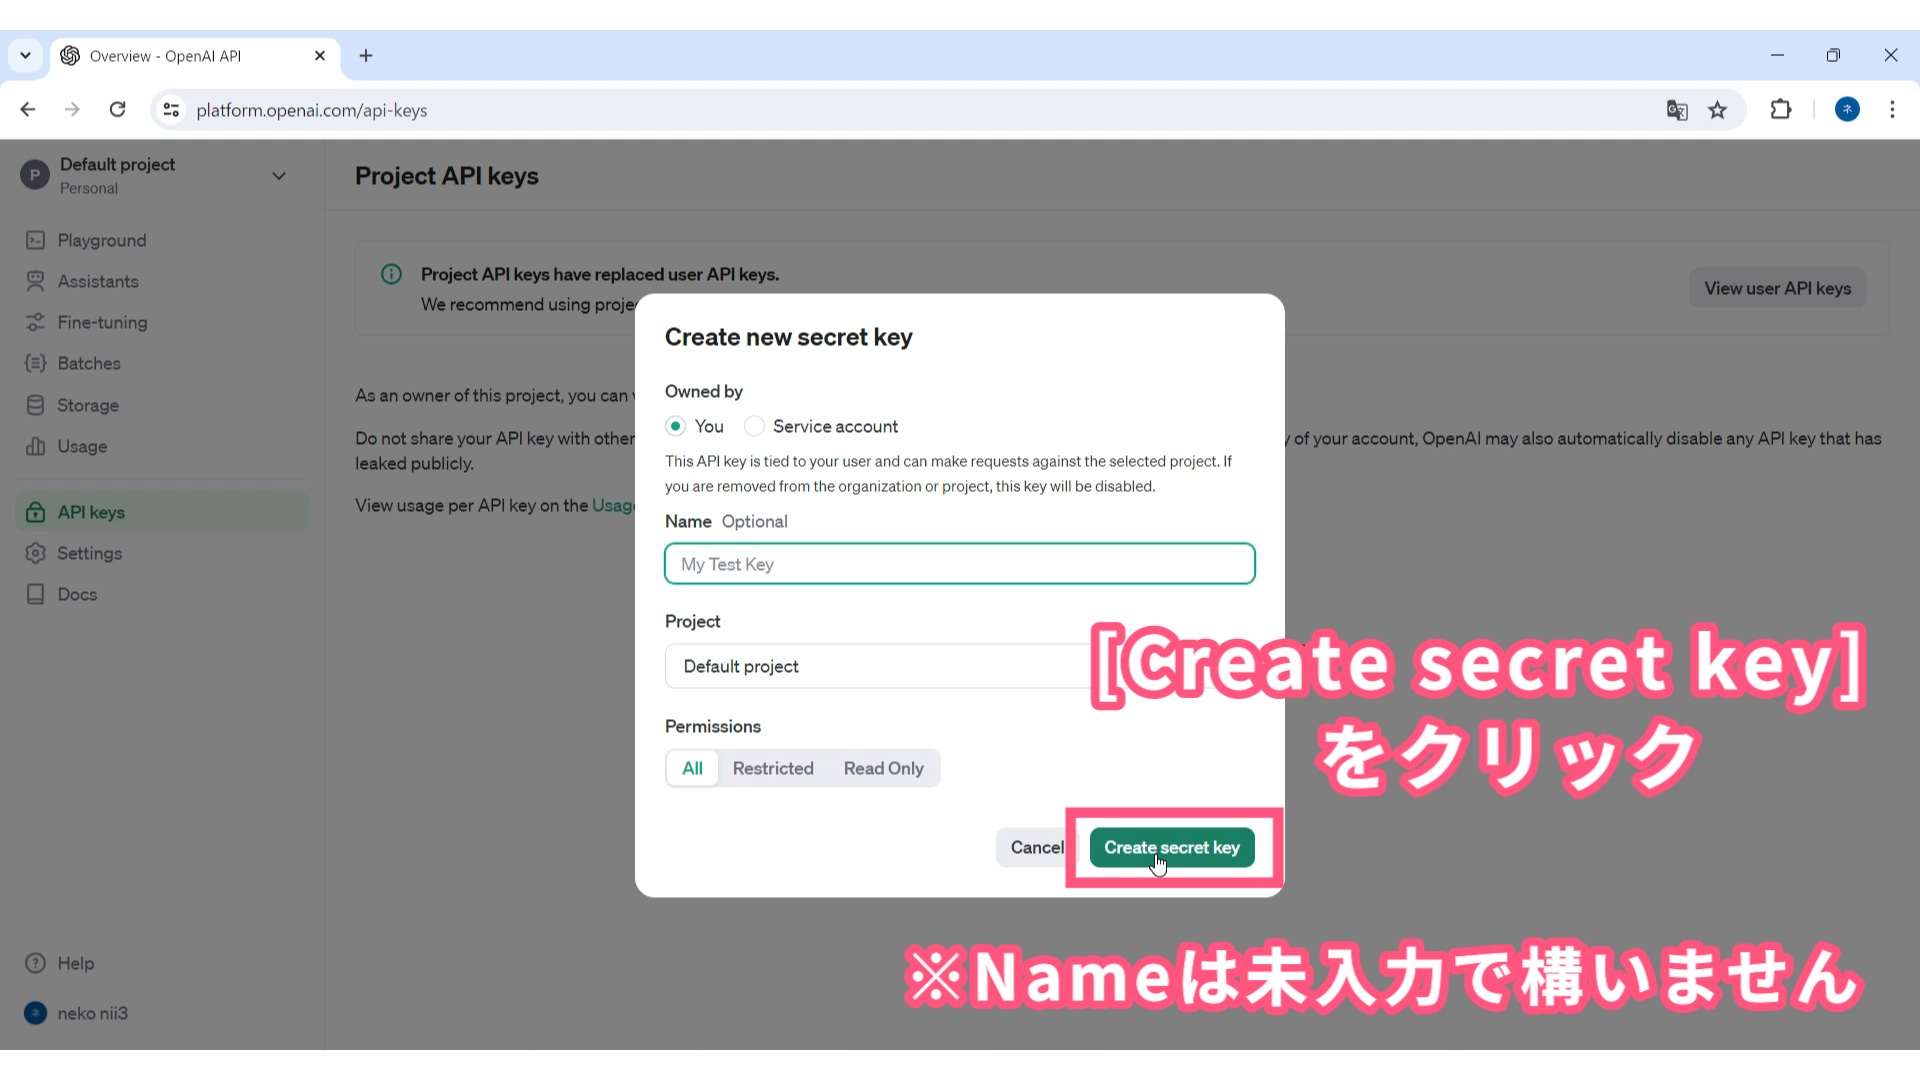 Overview - OpenAI API
platform.openai.com/api-keys
P
Default project
Personal
Playground
Assistants
Fine-tuning
Batches
Storage
Usage
API keys
Settings
Docs
Help
ネ neko nii3
Project API keys
Project API keys have replaced user API keys.
We recommend using proje
View user API keys
As an owner of this project, you can
Do not share your API key with other
y of your account, OpenAI may also automatically disable any API key that has
leaked publicly.
View usage per API key on the Usag
Create new secret key
Owned by
You
Service account
This API key is tied to your user and can make requests against the selected project. If
you are removed from the organization or project, this key will be disabled.
Name Optional
My Test Key
Project
Default project
Permissions
All
Restricted
Read Only
Cancel
Create secret key
[Create secret key]
をクリック
※Nameは未入力で構いません